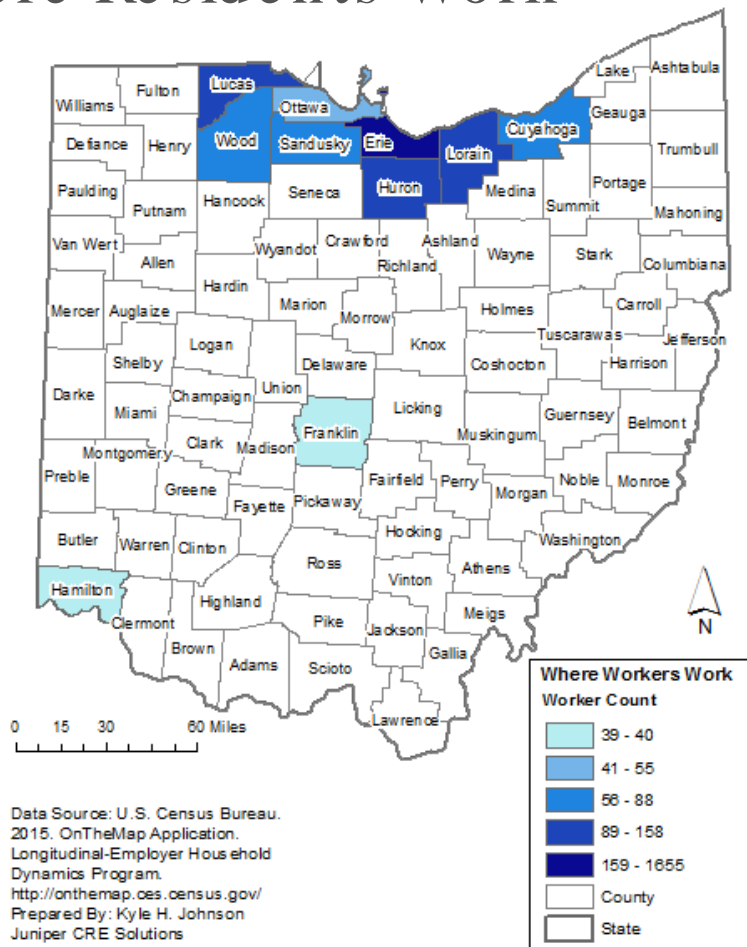 Residents Work
Lake
Ashtabula
Lucas
Fulton
Williams
Ottawa
Geauga
Cuyahoga
Defiance
Henry
Wood
Sandusky
Erie
Lorain
Trumbull
Huron
Portage
Paulding
Hancock
Seneca
Medina
Summit
Putnam
Mahoning
Van Wert
Wyandot
Crawford
Ashland
Wayne
Stark
Allen
Richland
Columbiana
Hardin
Mercer
Auglaize
Marion
Morrow
Holmes
Carroll
Tuscarawas
Jefferson
Logan
Knox
Shelby
Delaware
Coshocton
Harrison
Darke
Union
Champaign
Licking
Miami
Guernsey
Belmont
Franklin
Muskingum
Clark
Madison
Montgomery
Preble
Fairfield
Perry
Noble
Monroe
Greene
Morgan
Fayette
Pickaway
Hocking
Washington
Butler
Warren
Clinton
Ross
Athens
Vinton
Hamilton
Highland
Meigs
Clermont
Pike
Jackson
Brown
Gallia
Adams
Scioto
Lawrence
N
0 15 30 60 Miles
Where Workers Work
Worker Count
39 - 40
41 - 55
56 - 88
89 - 158
159 - 1655
County
State
Data Source: U.S. Census Bureau.
2015. OnTheMap Application.
Longitudinal-Employer Household
Dynamics Program.
http://onthemap.ces.census.gov/
Prepared By: Kyle H. Johnson
Juniper CRE Solutions